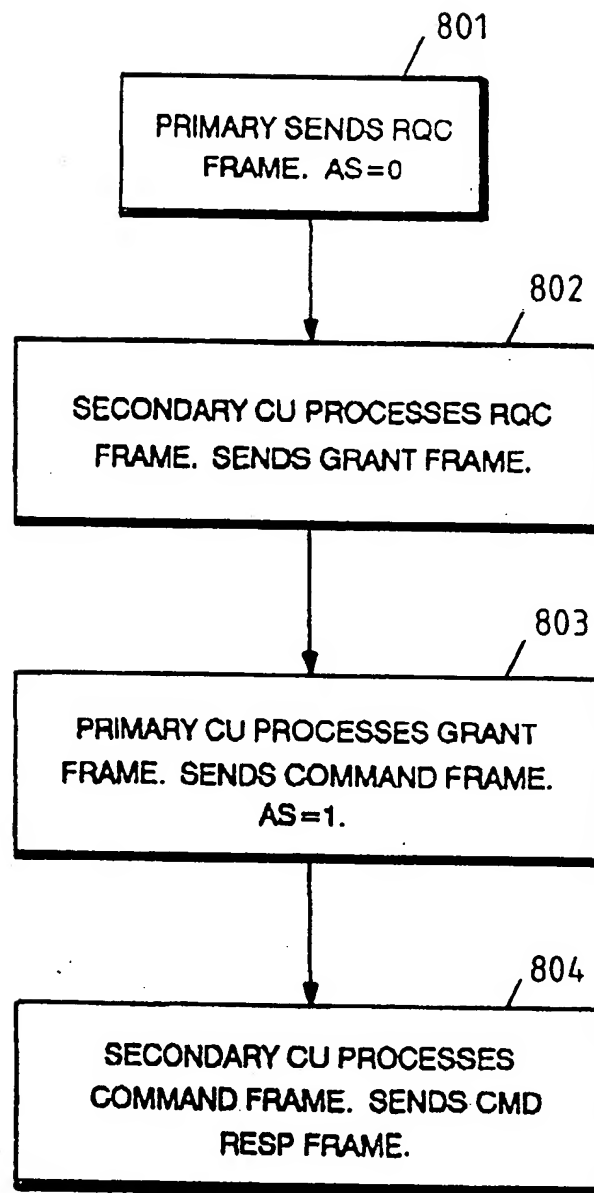 801
PRIMARY SENDS RQC
FRAME. AS=0
802
SECONDARY CU PROCESSES RQC
FRAME. SENDS GRANT FRAME.
803
PRIMARY CU PROCESSES GRANT
FRAME. SENDS COMMAND FRAME.
AS=1.
804
SECONDARY CU PROCESSES
COMMAND FRAME. SENDS CMD
RESP FRAME.